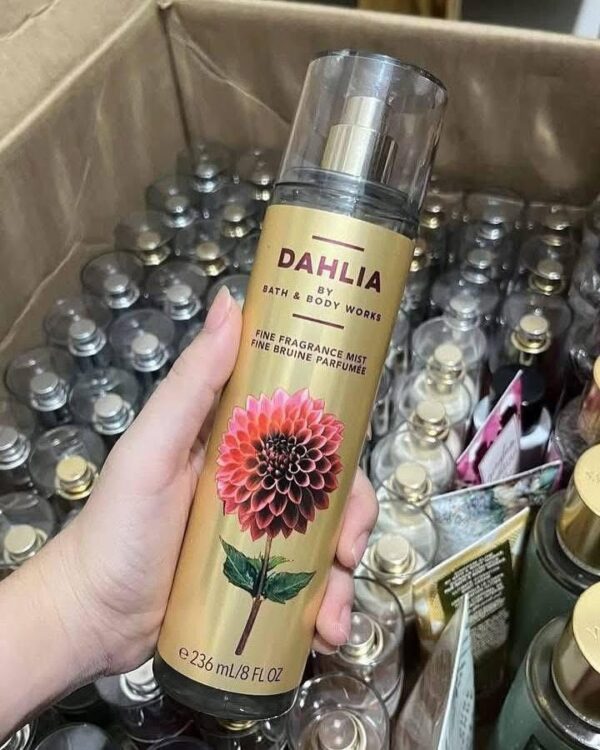 DAHLIA
BY
BATH & BODY WORKS
FINE FRAGRANCE MIST
FINE BRUINE PARFUMÉE
e 236 mL/8 FL OZ